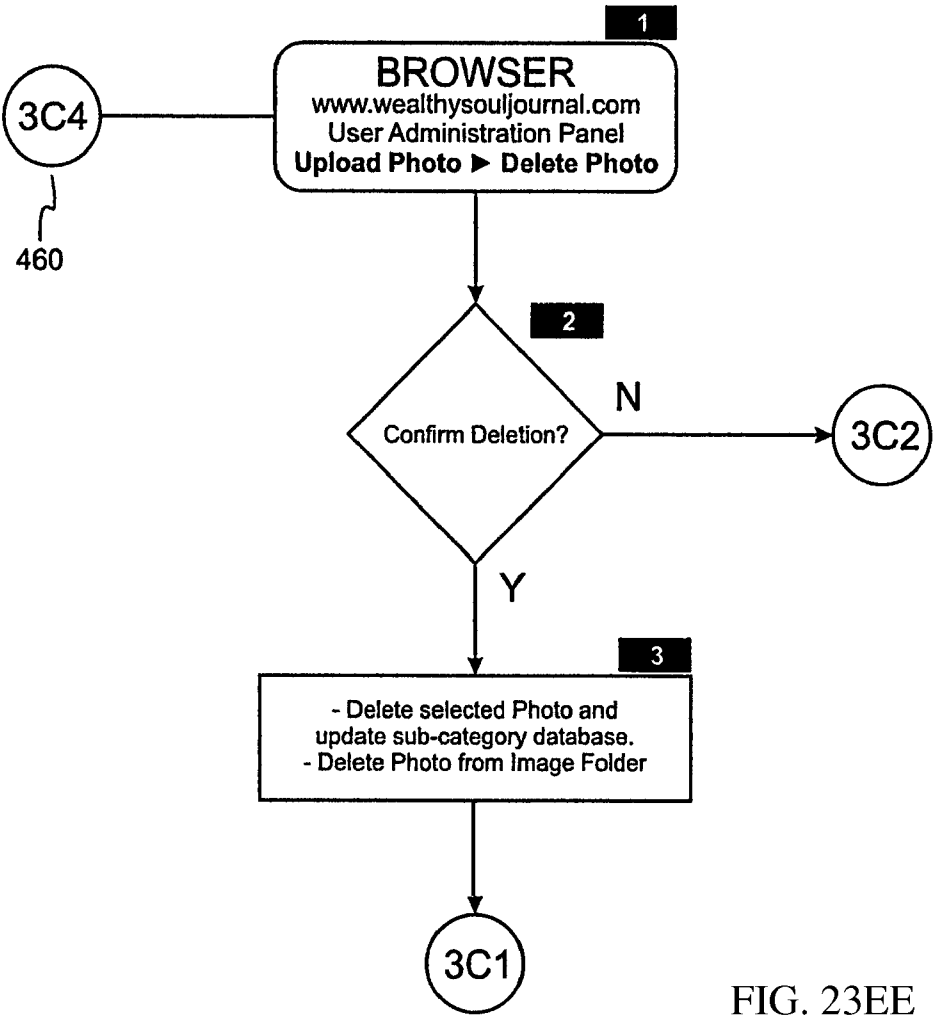 1
BROWSER
www.wealthysouljournal.com
User Administration Panel
Upload Photo ► Delete Photo
3C4
460
2
Confirm Deletion?
N
3C2
Y
3
- Delete selected Photo and
update sub-category database.
- Delete Photo from Image Folder
3C1
FIG. 23EE